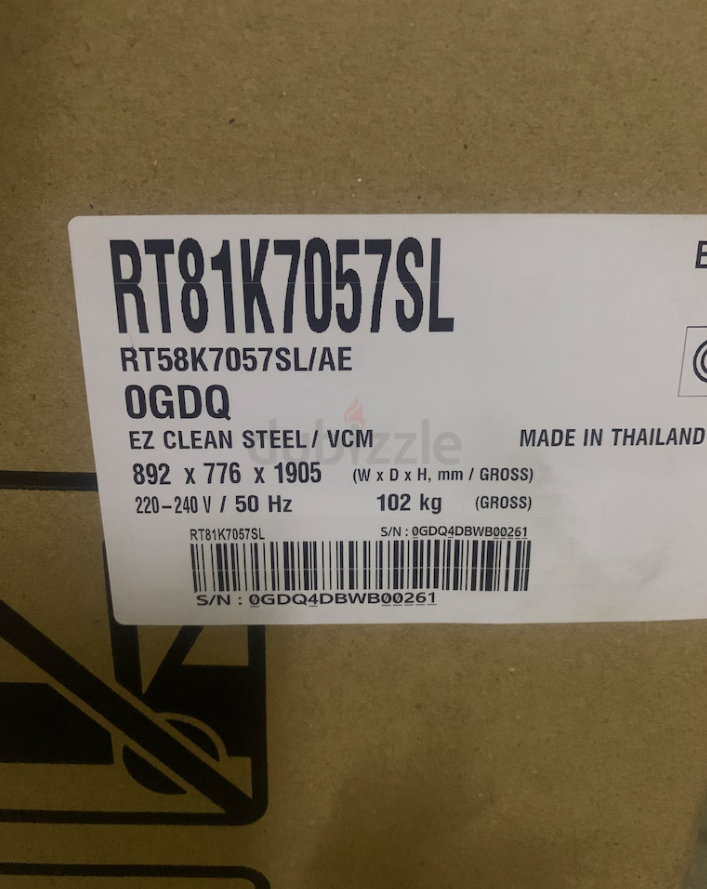 RT81K7057SL
RT58K7057SL/AE
0GDQ
EZ CLEAN STEEL / VCM
MADE IN THAILAND
892 x 776 x 1905 (W x D x H, mm / GROSS)
220-240 V / 50 Hz 102 kg (GROSS)
RT81K7057SL S/N : 0GDQ4DBWB00261
S/N : 0GDQ4DBWB00261
dubizzle